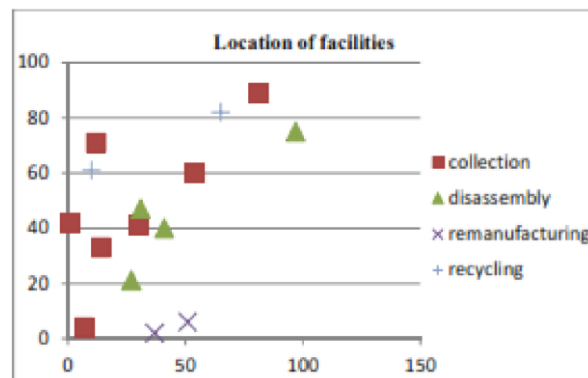 Location of facilities
100
80
60
40
20
0
0 50 100 150
collection
disassembly
remanufacturing
recycling